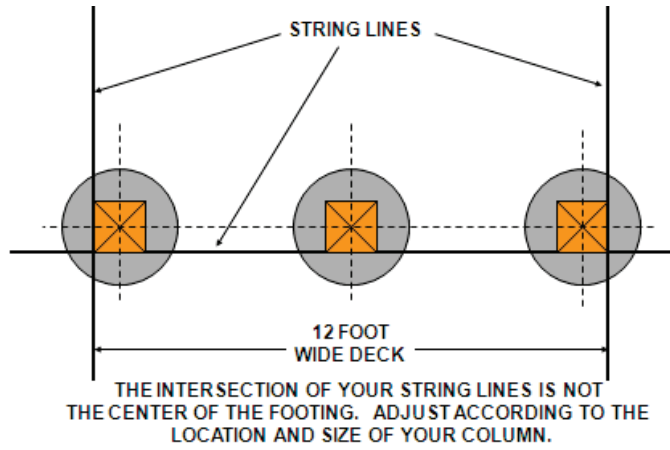 STRING LINES
12 FOOT
WIDE DECK
THE INTERSECTION OF YOUR STRING LINES IS NOT
THE CENTER OF THE FOOTING. ADJUST ACCORDING TO THE
LOCATION AND SIZE OF YOUR COLUMN.